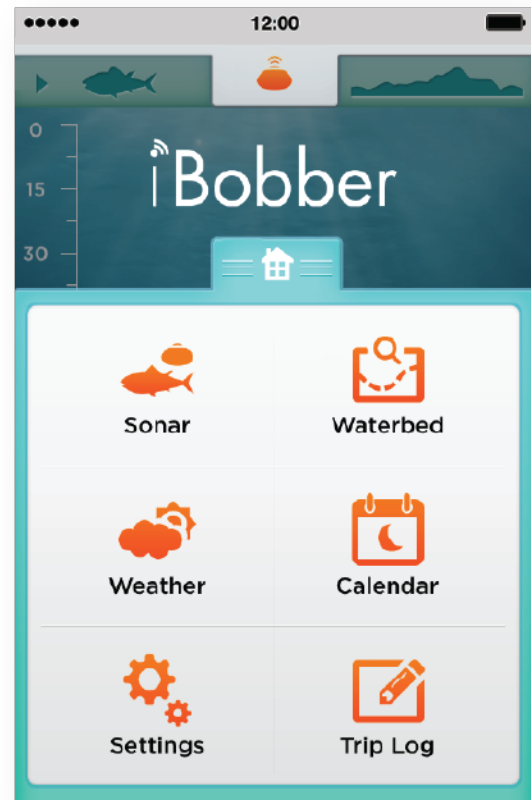 12:00
0
15
30
iBobber
Sonar
Waterbed
Weather
Calendar
Settings
Trip Log